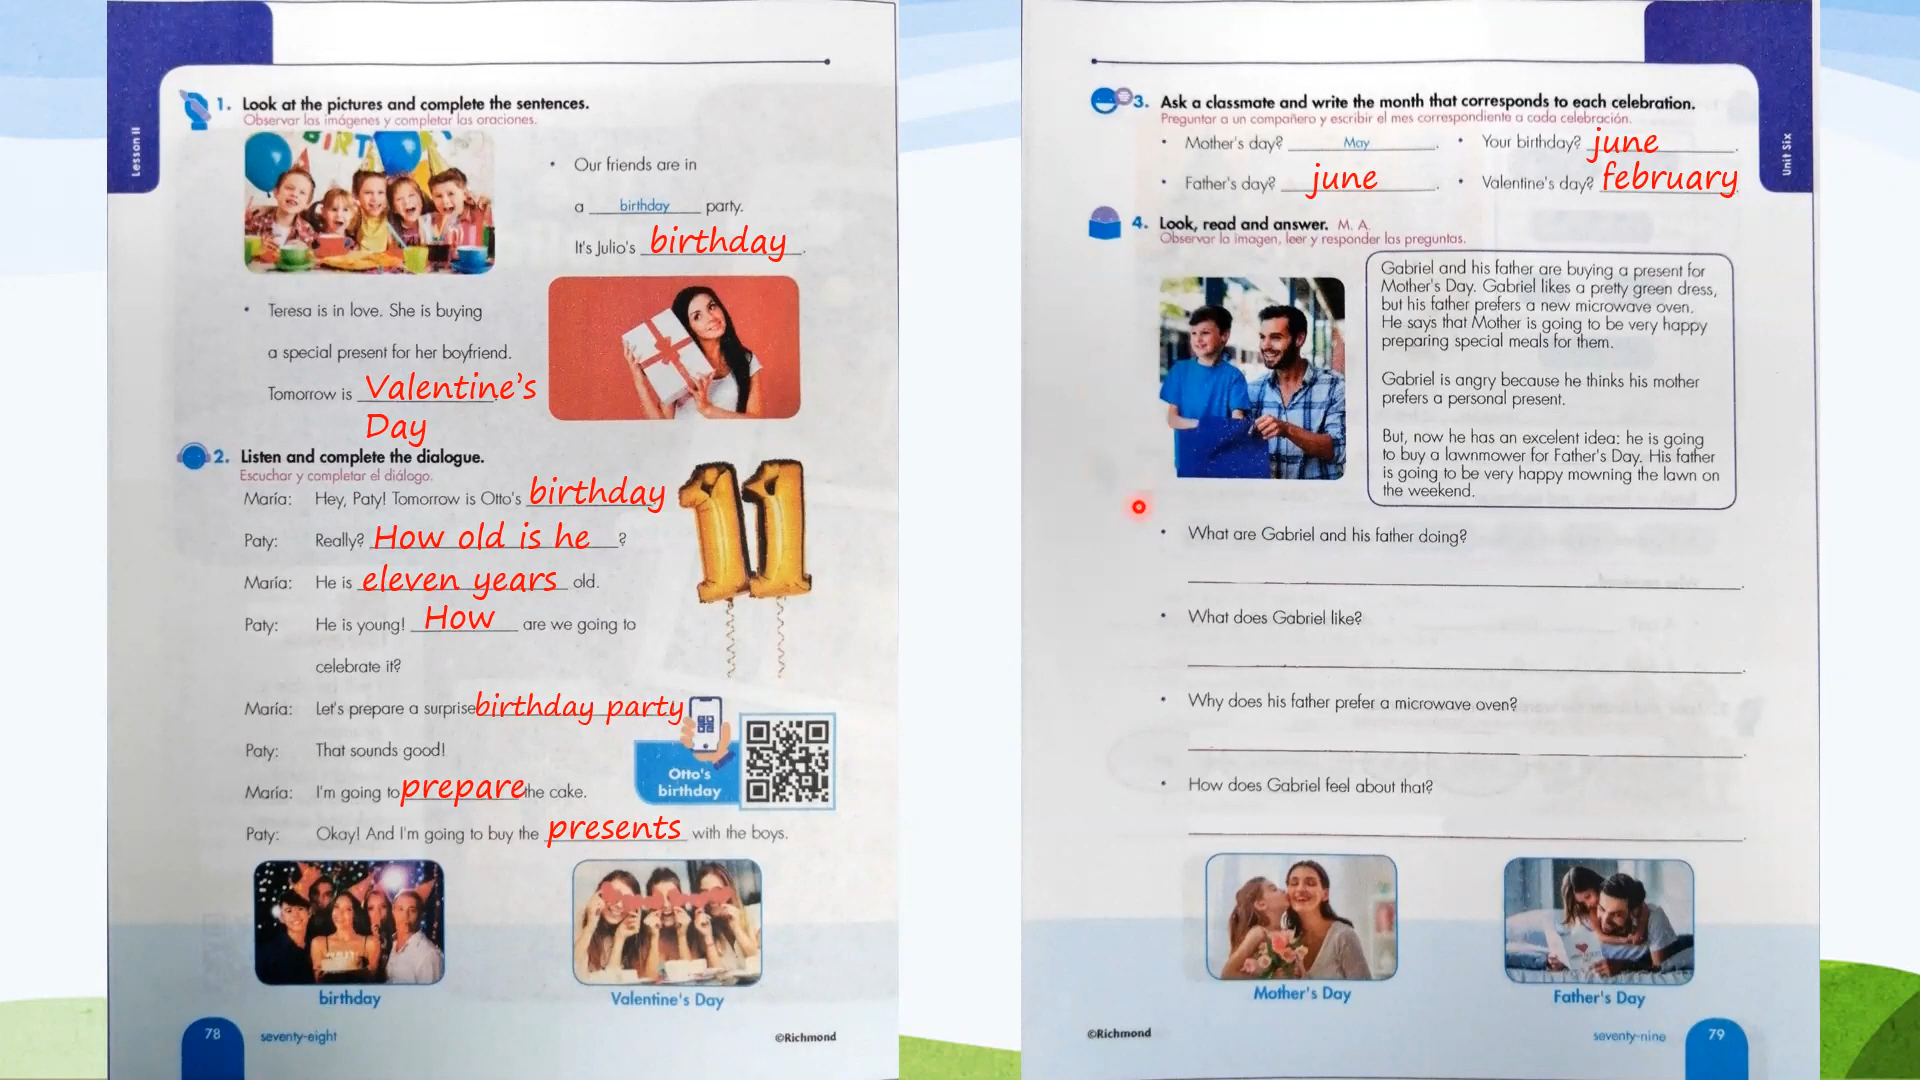 Lesson II
1. Look at the pictures and complete the sentences.
Observar las imágenes y completar las oraciones.
BIRT
• Our friends are in
a birthday party.
It's Julio's birthday.
• Teresa is in love. She is buying
a special present for her boyfriend.
Tomorrow is Valentine's
Day
2. Listen and complete the dialogue.
Escuchar y completar el diálogo.
María: Hey, Paty! Tomorrow is Otto's birthday
Paty: Really? How old is he ?
María: He is eleven years old.
Paty: He is young! How are we going to
celebrate it?
11
María: Let's prepare a surprise birthday party
Paty: That sounds good!
María: I'm going to prepare the cake.
Paty: Okay! And I'm going to buy the presents with the boys.
Otto's
birthday
birthday
Valentine's Day
78
seventy-eight
©Richmond
Unit Six
3. Ask a classmate and write the month that corresponds to each celebration.
Preguntar a un compañero y escribir el mes correspondiente a cada celebración.
• Mother's day? May. • Your birthday? june.
• Father's day? june. • Valentine's day? february
4. Look, read and answer. M. A.
Observar la imagen, leer y responder las preguntas.
Gabriel and his father are buying a present for
Mother's Day. Gabriel likes a pretty green dress,
but his father prefers a new microwave oven.
He says that Mother is going to be very happy
preparing special meals for them.
Gabriel is angry because he thinks his mother
prefers a personal present.
But, now he has an excelent idea: he is going
to buy a lawnmower for Father's Day. His father
is going to be very happy mowning the lawn on
the weekend.
• What are Gabriel and his father doing?
• What does Gabriel like?
• Why does his father prefer a microwave oven?
• How does Gabriel feel about that?
Mother's Day
Father's Day
©Richmond
seventy-nine
79